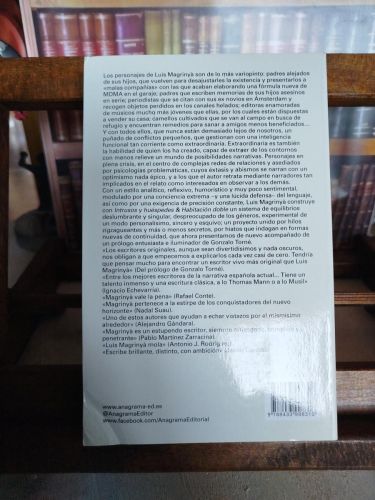 Los personajes de Luis Magrinyà son de lo más variopinto: padres alejados
de sus hijos, que vuelven para desajustarles la existencia y presentarlos a
«malas compañías» con las que acaban elaborando una fórmula nueva de
MDMA en el garaje; padres que escriben memorias de sus hijos asesinos
en serie; periodistas que se citan con sus ex novios en Ámsterdam y
recogen objetos perdidos en los canales helados; editoras enamoradas
de músicos mucho más jóvenes que ellas, por los cuales están dispuestas
a vender su casa; camellos cultivados que se van al campo en busca de
refugio y encuentran remedios para sanar a amigos menos beneficiados...
Y con todos ellos, que nunca están demasiado lejos de nosotros, un
puñado de conflictos pequeños, que gestionan con una inteligencia
funcional tan corriente como extraordinaria. Extraordinaria es también
la habilidad de quien los ha creado, capaz de extraer de los contornos
con menos relieve un mundo de posibilidades narrativas. Personajes en
plena crisis, en el centro de complejas redes de relaciones y asediados
por psicologías problemáticas, cuyos éxtasis y abismos se narran con un
optimismo nada épico, y a los que el autor retrata mediante narradores tan
implicados en el relato como interesados en observar a los demás.
Con un estilo analítico, reflexivo, humorístico y muy poco sentimental,
modulado por una conciencia extrema –y una lúcida defensa– del lenguaje,
así como por una exigencia de precisión constante, Luis Magrinyà construye
con Intrusos y huéspedes & Habitación doble un sistema de equilibrios
deslumbrante y singular, despreocupado de los géneros, experimental de
un modo personalísimo, sincero y esquivo; un proyecto unido por hilos
zigzagueantes y más o menos secretos, por hiatos que indagan en formas
nuevas de continuidad, que ahora presentamos de nuevo acompañado de
un prólogo entusiasta e iluminador de Gonzalo Torné.
«Los escritores originales, aunque sean divertidísimos y nada oscuros,
nos obligan a que empecemos a explicarlos cada vez casi de cero. Tendría
que pensar mucho para encontrar un escritor vivo más original que Luis
Magrinyà» (Del prólogo de Gonzalo Torné).
«Entre los mejores escritores de la narrativa española actual... Tiene un
talento inmenso y una escritura clásica, a lo Thomas Mann o a lo Musil»
(Ignacio Echevarría).
«Magrinyà vale la pena» (Rafael Conte).
«Magrinyà pertenece a la estirpe de los conquistadores del nuevo
horizonte» (Nadal Suau).
«Uno de estos autores que ayudan a echar vistazos por el mismísimo
alrededor» (Alejandro Gándara).
«Magrinyà es un estupendo escritor, siempre
penetrante» (Pablo Martínez Zarracina).
«Luis Magrinyà mola» (Antonio J. Rodríguez).
«Escribe brillante, distinto, con ambición»
www.anagrama-ed.es
@AnagramaEditor
www.facebook.com/AnagramaEditorial